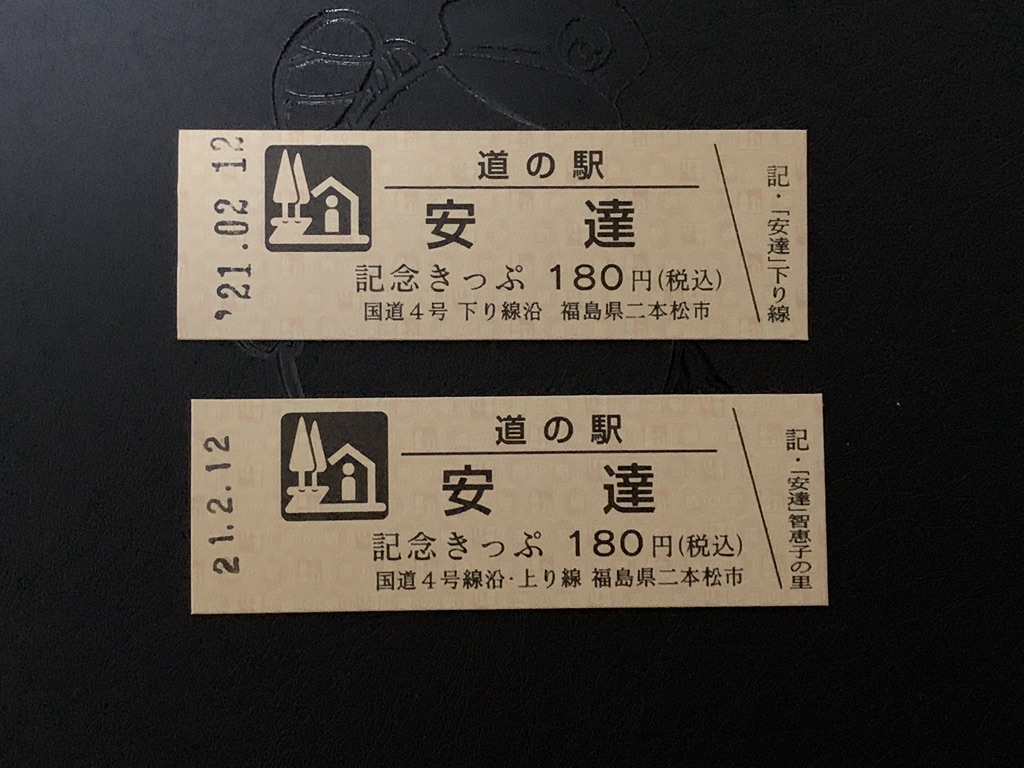 '21.02 12
道の駅
安達
記念きっぷ 180円(税込)
国道4号 下り線沿 福島県二本松市
記・「安達」下り線
21.2.12
道の駅
安達
記念きっぷ 180円(税込)
国道4号線沿・上り線 福島県二本松市
記・「安達」智恵子の里